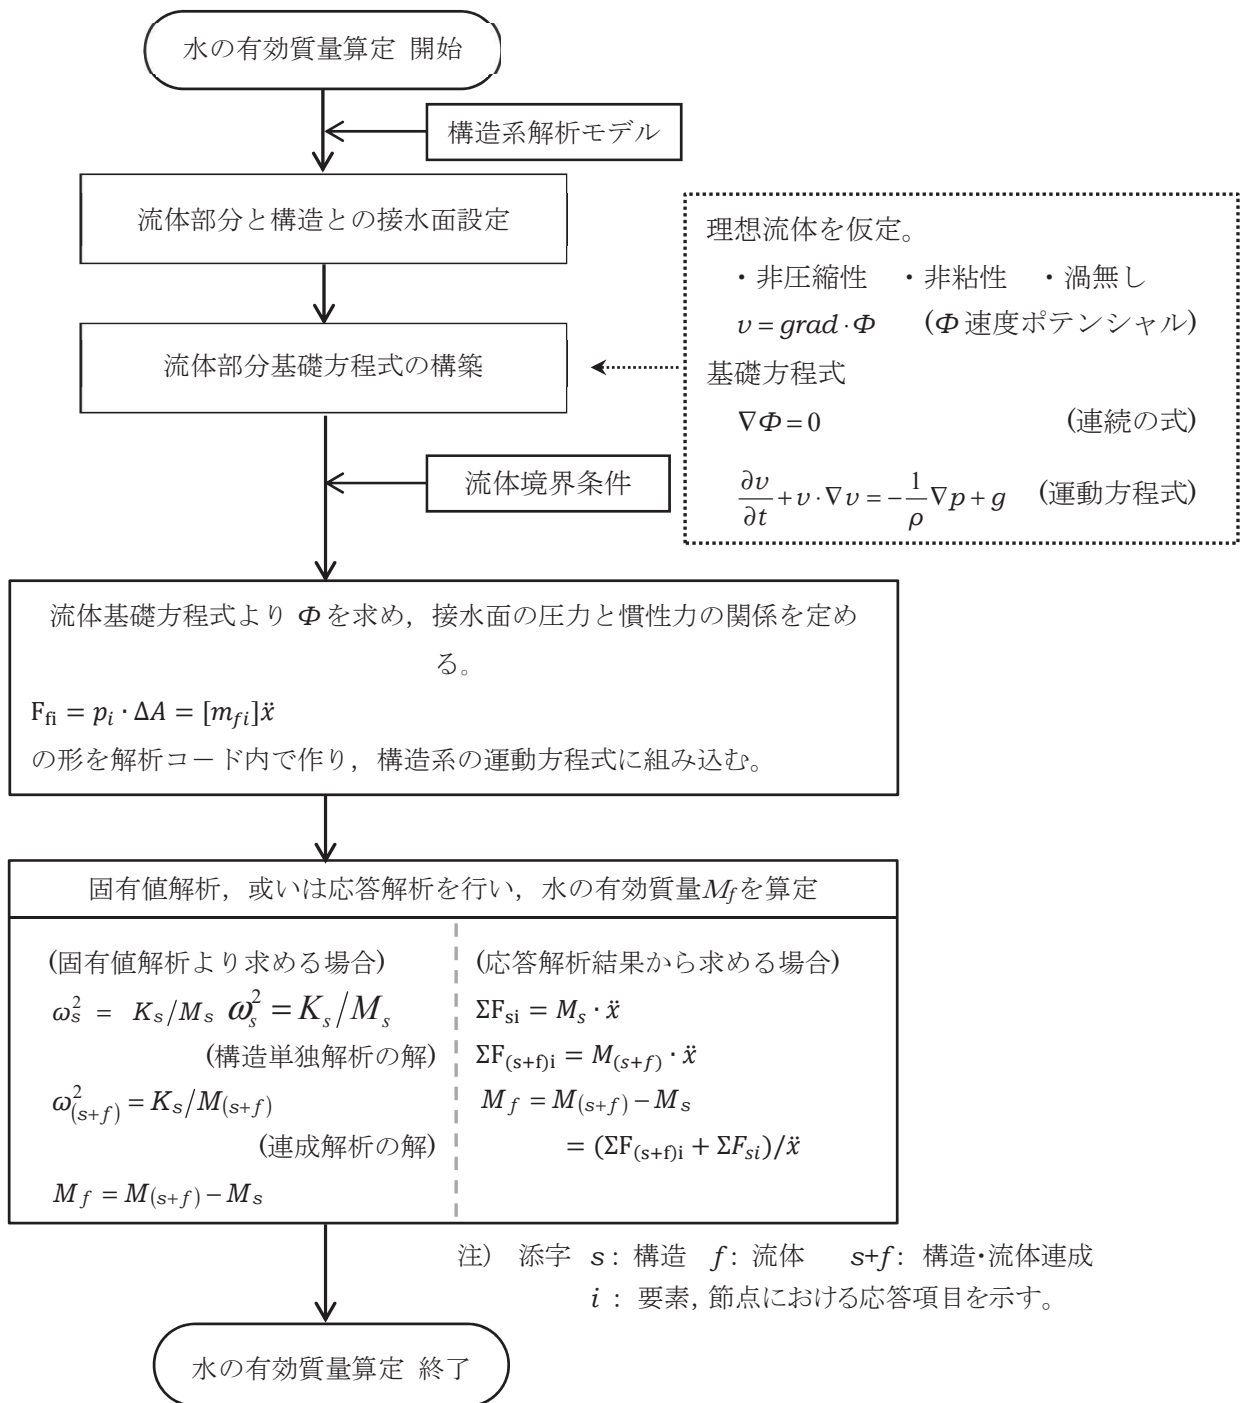 水の有効質量算定 開始
構造系解析モデル
流体部分と構造との接水面設定
流体部分基礎方程式の構築
理想流体を仮定。
・非圧縮性 ・非粘性 ・渦無し
v = grad・Φ (Φ速度ポテンシャル)
基礎方程式
∇Φ = 0 (連続の式)
∂v/∂t + v・∇v = −1/ρ ∇p + g (運動方程式)
流体境界条件
流体基礎方程式より Φを求め，接水面の圧力と慣性力の関係を定め
る。
F_fi = p_i・ΔA = [m_fi]ẍ
の形を解析コード内で作り，構造系の運動方程式に組み込む。
固有値解析，或いは応答解析を行い，水の有効質量M_fを算定
(固有値解析より求める場合)
ω_s^2 = K_s/M_s ω_s^2 = K_s/M_s
(構造単独解析の解)
ω_(s+f)^2 = K_s/M_(s+f)
(連成解析の解)
M_f = M_(s+f) − M_s
(応答解析結果から求める場合)
ΣF_si = M_s・ẍ
ΣF_(s+f)i = M_(s+f)・ẍ
M_f = M_(s+f) − M_s
= (ΣF_(s+f)i + ΣF_si)/ẍ
注) 添字 s： 構造 f： 流体 s+f： 構造・流体連成
i ： 要素，節点における応答項目を示す。
水の有効質量算定 終了